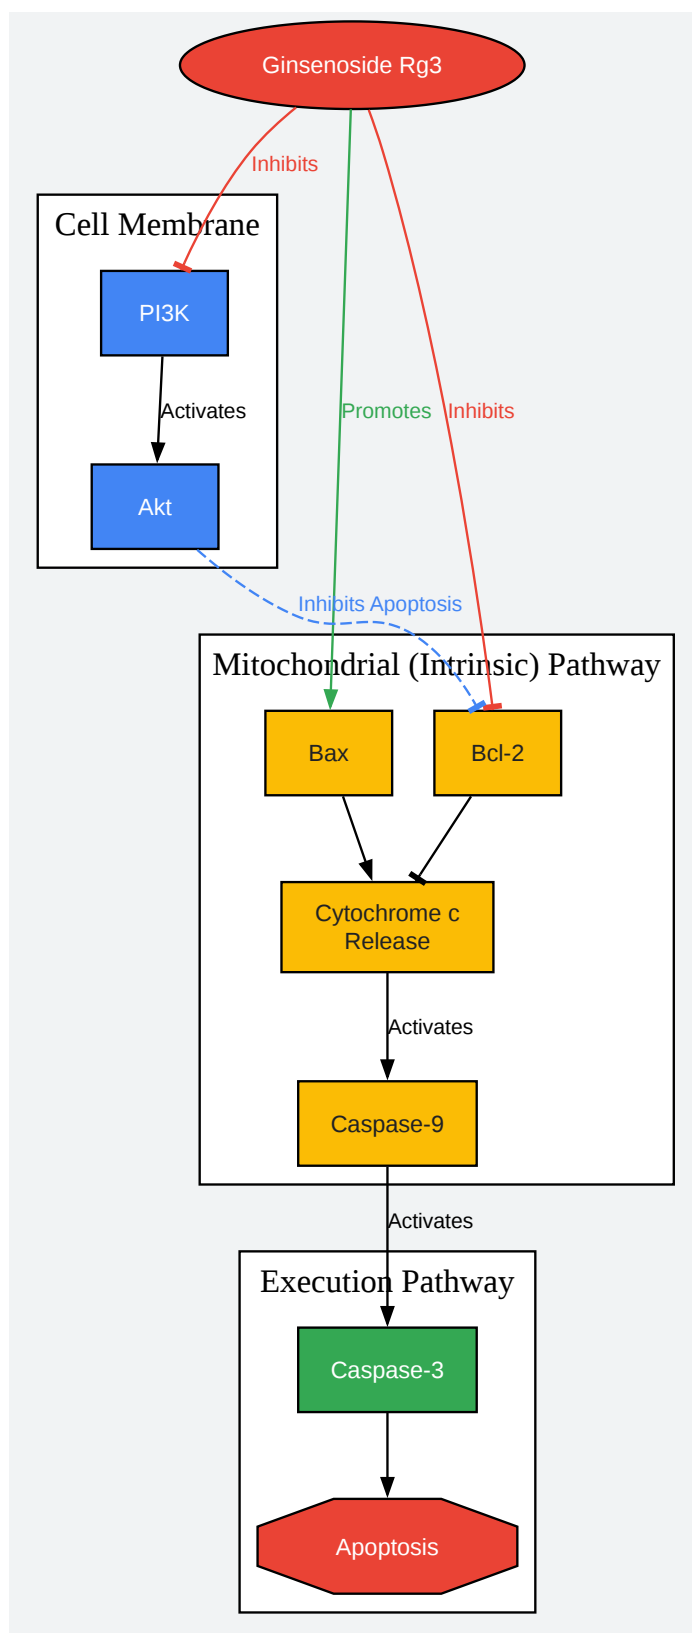 Ginsenoside Rg3
Inhibits
Cell Membrane
PI3K
Activates
Promotes
Inhibits
Akt
Inhibits Apoptosis
Mitochondrial (Intrinsic) Pathway
Bax
Bcl-2
Cytochrome c
Release
Activates
Caspase-9
Activates
Execution Pathway
Caspase-3
Apoptosis